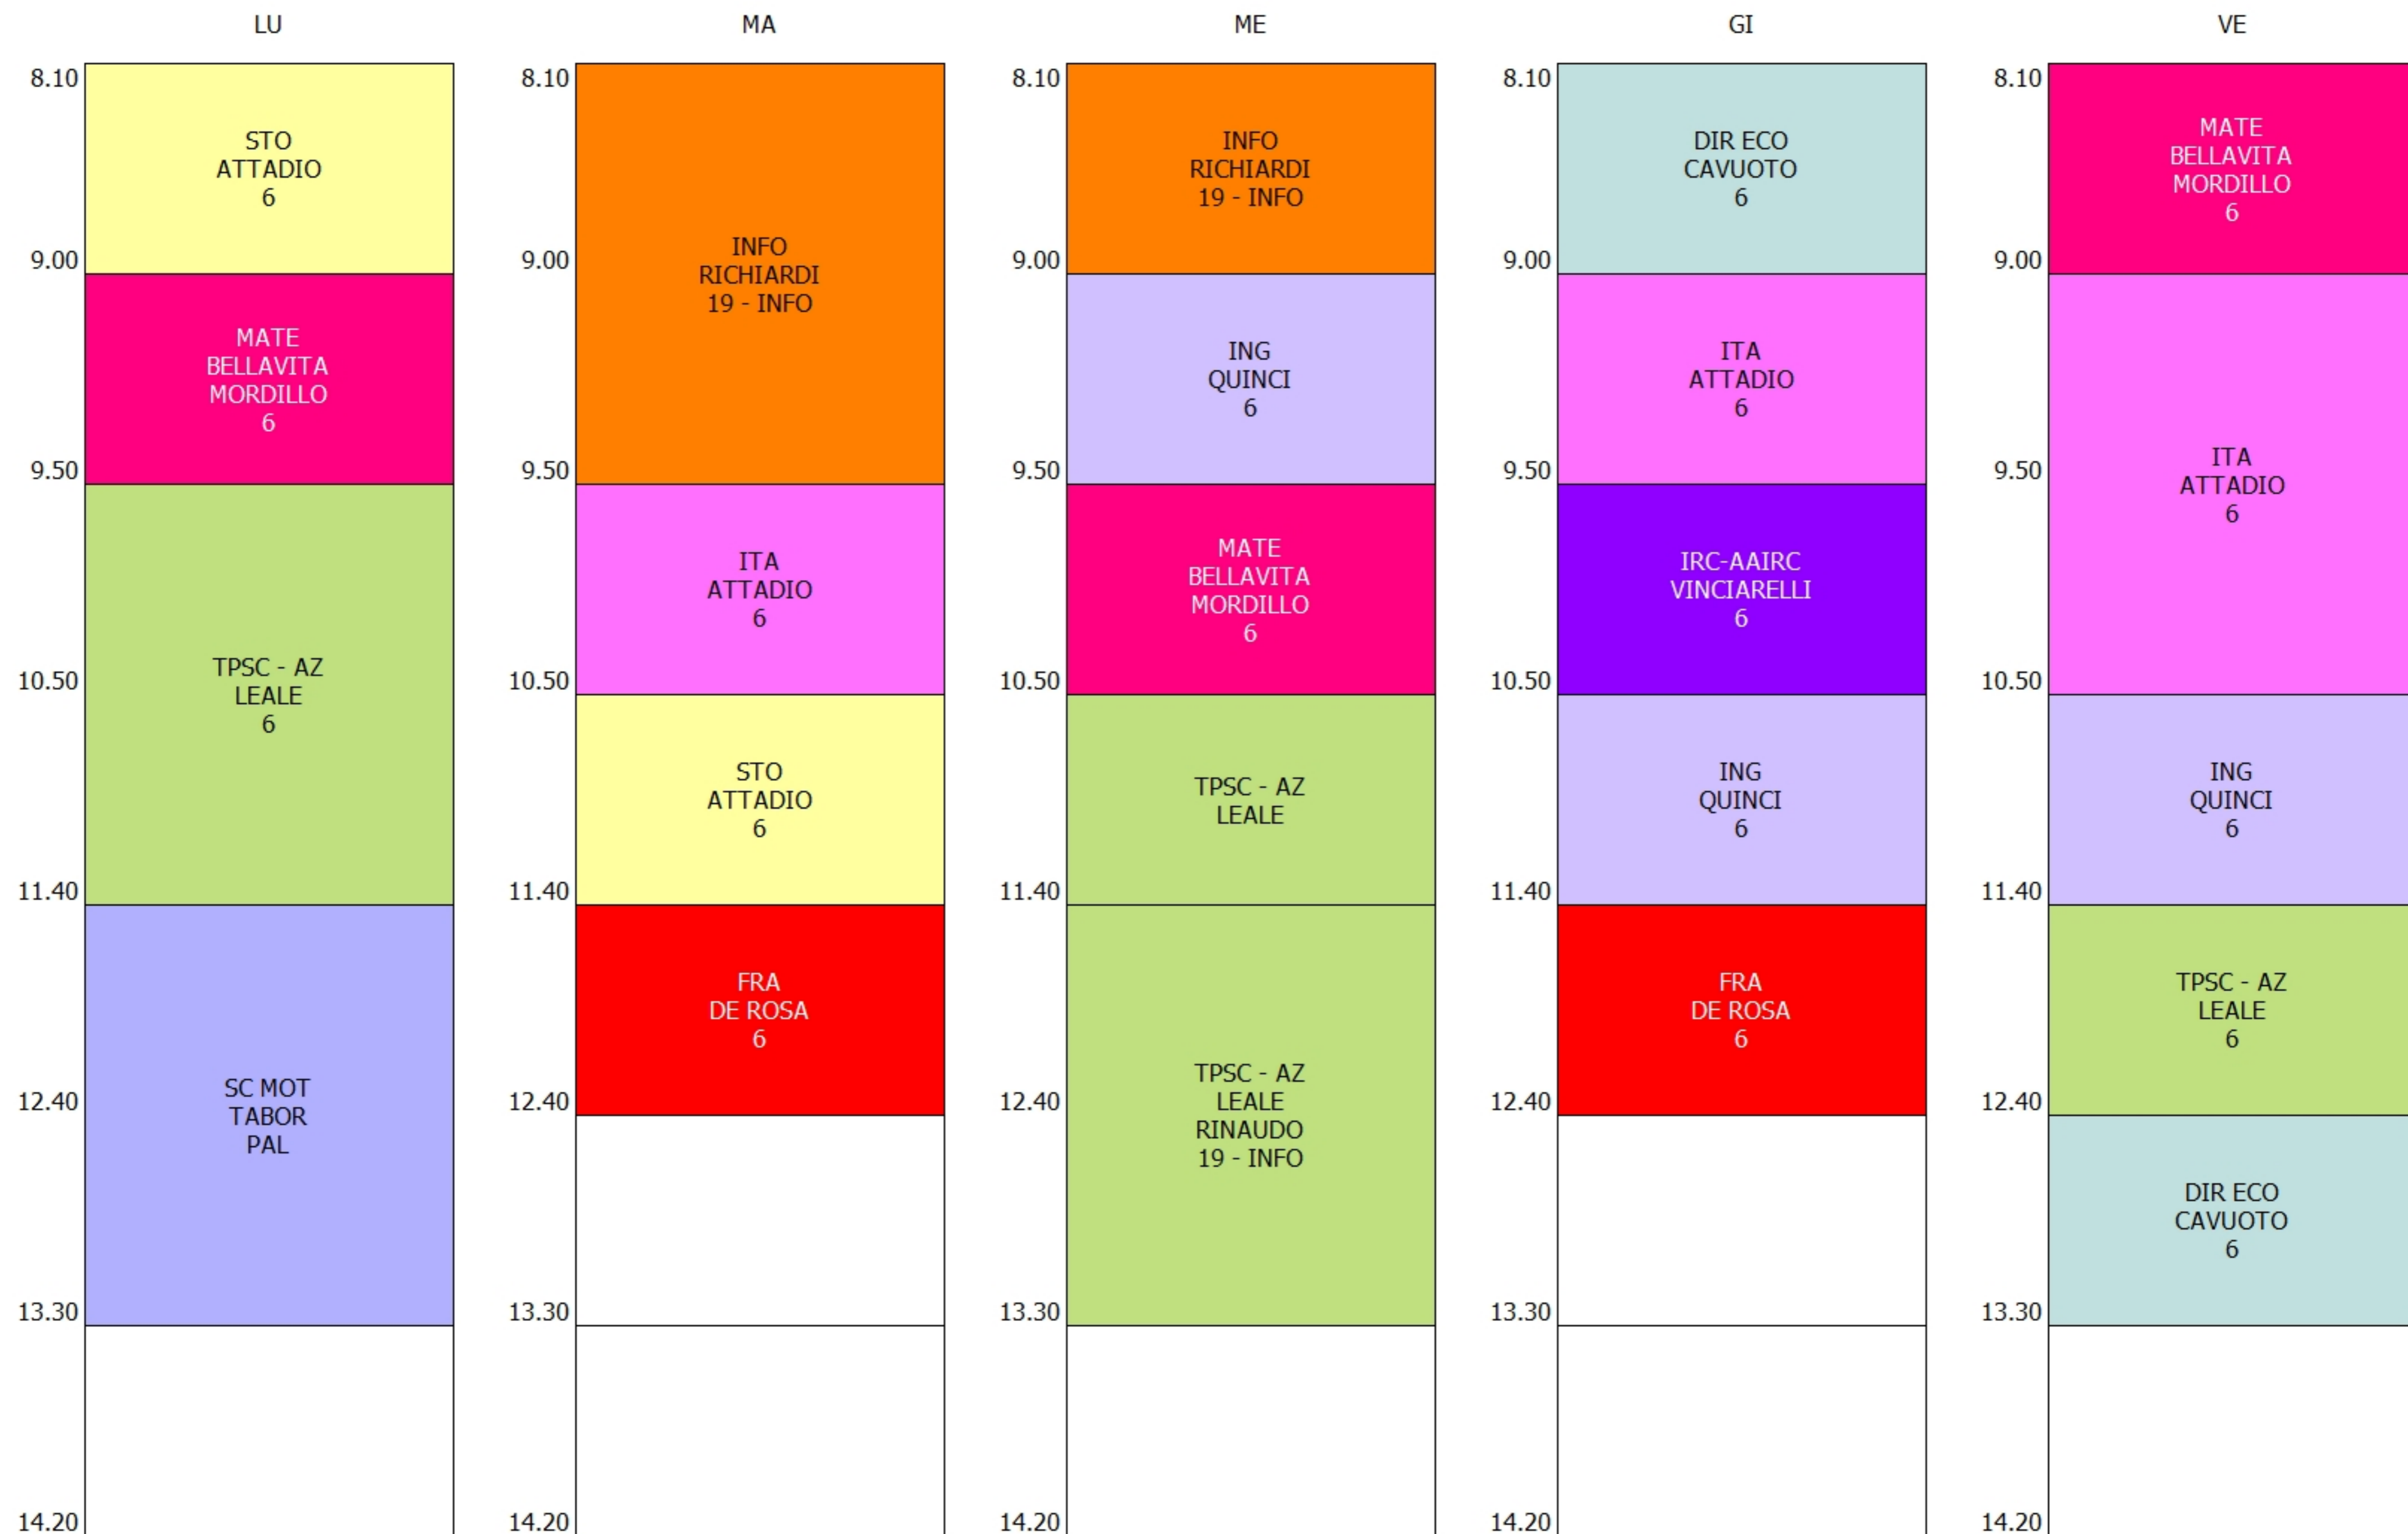 LU
8.10
STO
ATTADIO
6
9.00
MATE
BELLAVITA
MORDILLO
6
9.50
TPSC - AZ
LEALE
6
10.50
11.40
SC MOT
TABOR
PAL
12.40
13.30
14.20
MA
8.10
INFO
RICHIARDI
19 - INFO
9.00
9.50
ITA
ATTADIO
6
10.50
STO
ATTADIO
6
11.40
FRA
DE ROSA
6
12.40
13.30
14.20
ME
8.10
INFO
RICHIARDI
19 - INFO
9.00
ING
QUINCI
6
9.50
MATE
BELLAVITA
MORDILLO
6
10.50
TPSC - AZ
LEALE
11.40
TPSC - AZ
LEALE
RINAUDO
19 - INFO
12.40
13.30
14.20
GI
8.10
DIR ECO
CAVUOTO
6
9.00
ITA
ATTADIO
6
9.50
IRC-AAIRC
VINCIARELLI
6
10.50
ING
QUINCI
6
11.40
FRA
DE ROSA
6
12.40
13.30
14.20
VE
8.10
MATE
BELLAVITA
MORDILLO
6
9.00
ITA
ATTADIO
6
9.50
10.50
ING
QUINCI
6
11.40
TPSC - AZ
LEALE
6
12.40
DIR ECO
CAVUOTO
6
13.30
14.20